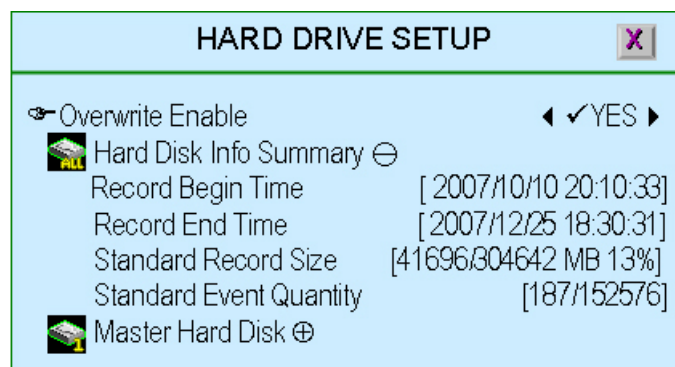 HARD DRIVE SETUP X
Overwrite Enable ✓YES
ALL Hard Disk Info Summary ⊖
Record Begin Time [ 2007/10/10 20:10:33]
Record End Time [ 2007/12/25 18:30:31]
Standard Record Size [41696/304642 MB 13%]
Standard Event Quantity [187/152576]
1 Master Hard Disk ⊕